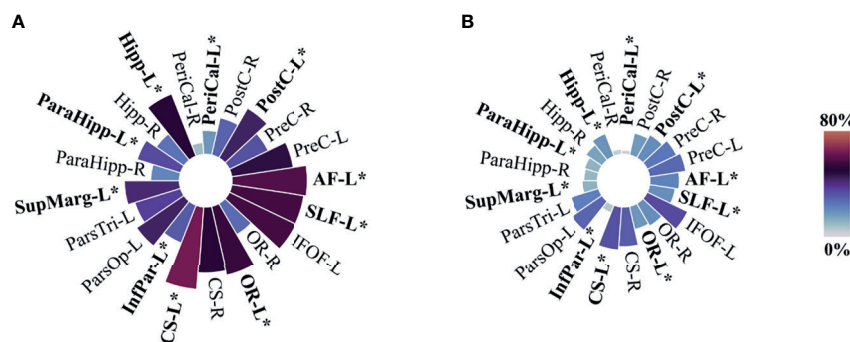 A
Hipp-L*
PeriCal-R
PeriCal-L*
PostC-R
PostC-L*
PreC-R
PreC-L
AF-L*
SLF-L*
IFOF-L
OR-R
OR-L*
CS-R
CS-L*
InfPar-L*
ParsOp-L
ParsTri-L
SupMarg-L*
ParaHipp-R
ParaHipp-L*
Hipp-R
B
Hipp-L*
PeriCal-R
PeriCal-L*
PostC-R
PostC-L*
PreC-R
PreC-L
AF-L*
SLF-L*
IFOF-L
OR-R
OR-L*
CS-R
CS-L*
InfPar-L*
ParsOp-L
ParsTri-L
SupMarg-L*
ParaHipp-R
ParaHipp-L*
Hipp-R
80%
0%